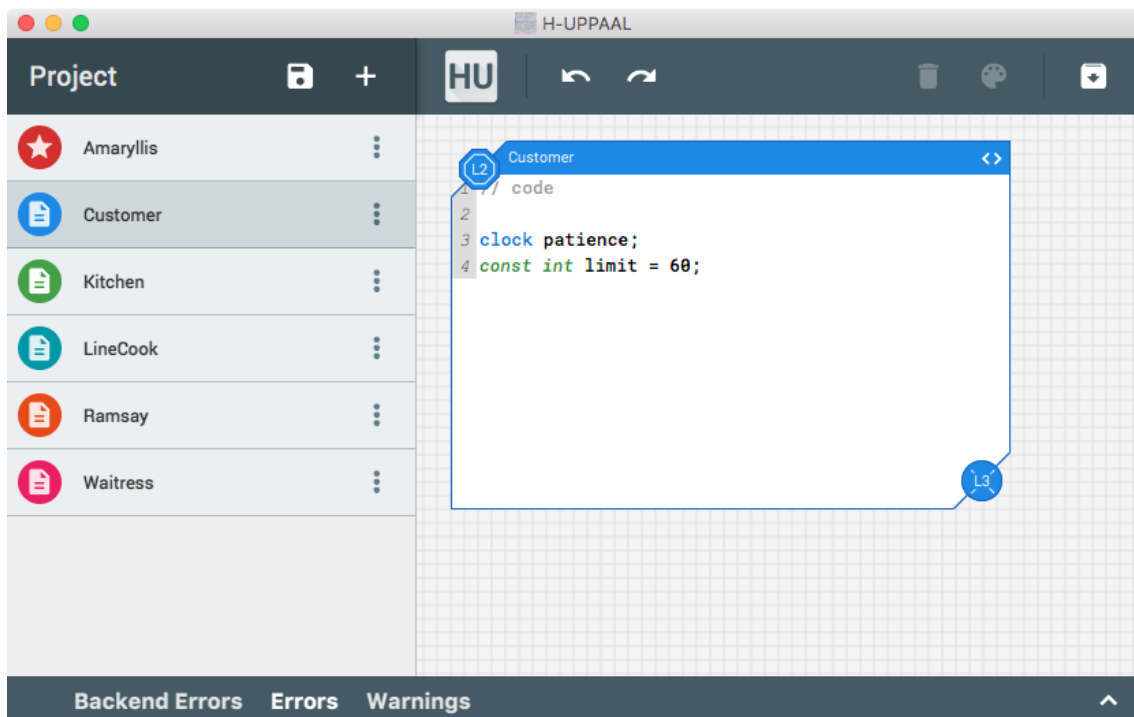 H-UPPAAL
Project
HU
Amaryllis
Customer
Kitchen
LineCook
Ramsay
Waitress
L2
Customer
<>
1 // code
2
3 clock patience;
4 const int limit = 60;
L3
Backend Errors Errors Warnings